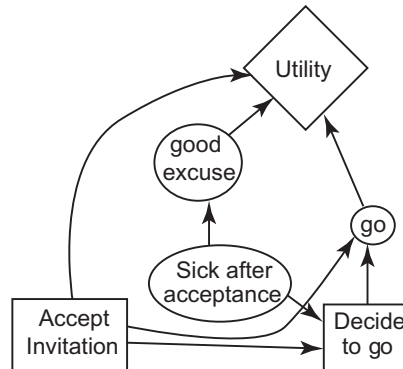 Utility
good
excuse
go
Sick after
acceptance
Accept
Invitation
Decide
to go